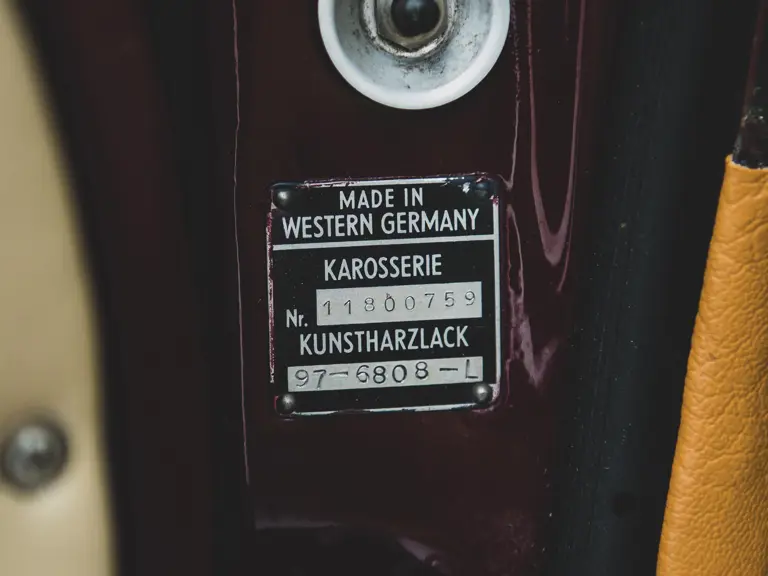 MADE IN
WESTERN GERMANY
KAROSSERIE
Nr. 11800759
KUNSTHARZLACK
97-6808-L